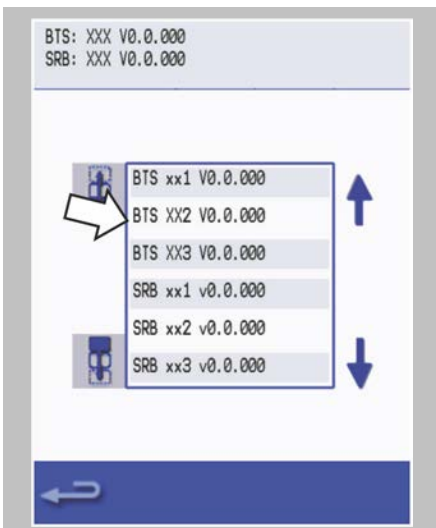 BTS: XXX V0.0.000
SRB: XXX V0.0.000
BTS xx1 V0.0.000
BTS XX2 V0.0.000
BTS XX3 V0.0.000
SRB xx1 v0.0.000
SRB xx2 v0.0.000
SRB xx3 v0.0.000